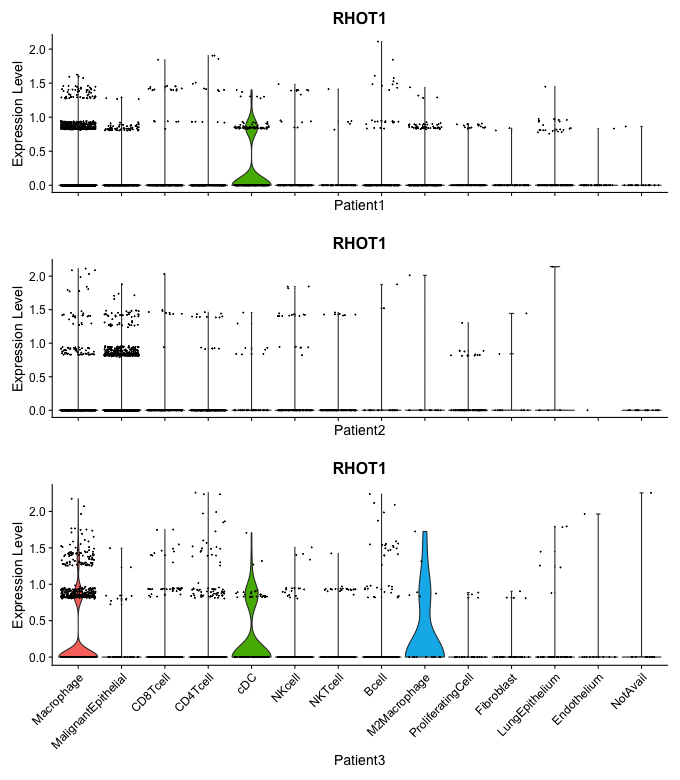 RHOT1
Expression Level
2.0
1.5
1.0
0.5
0.0
Patient1
RHOT1
Expression Level
2.0
1.5
1.0
0.5
0.0
Patient2
RHOT1
Expression Level
2.0
1.5
1.0
0.5
0.0
Macrophage
MalignantEpithelial
CD8Tcell
CD4Tcell
cDC
NKcell
NKTcell
Bcell
M2Macrophage
ProliferatingCell
Fibroblast
LungEpithelium
Endothelium
NotAvail
Patient3